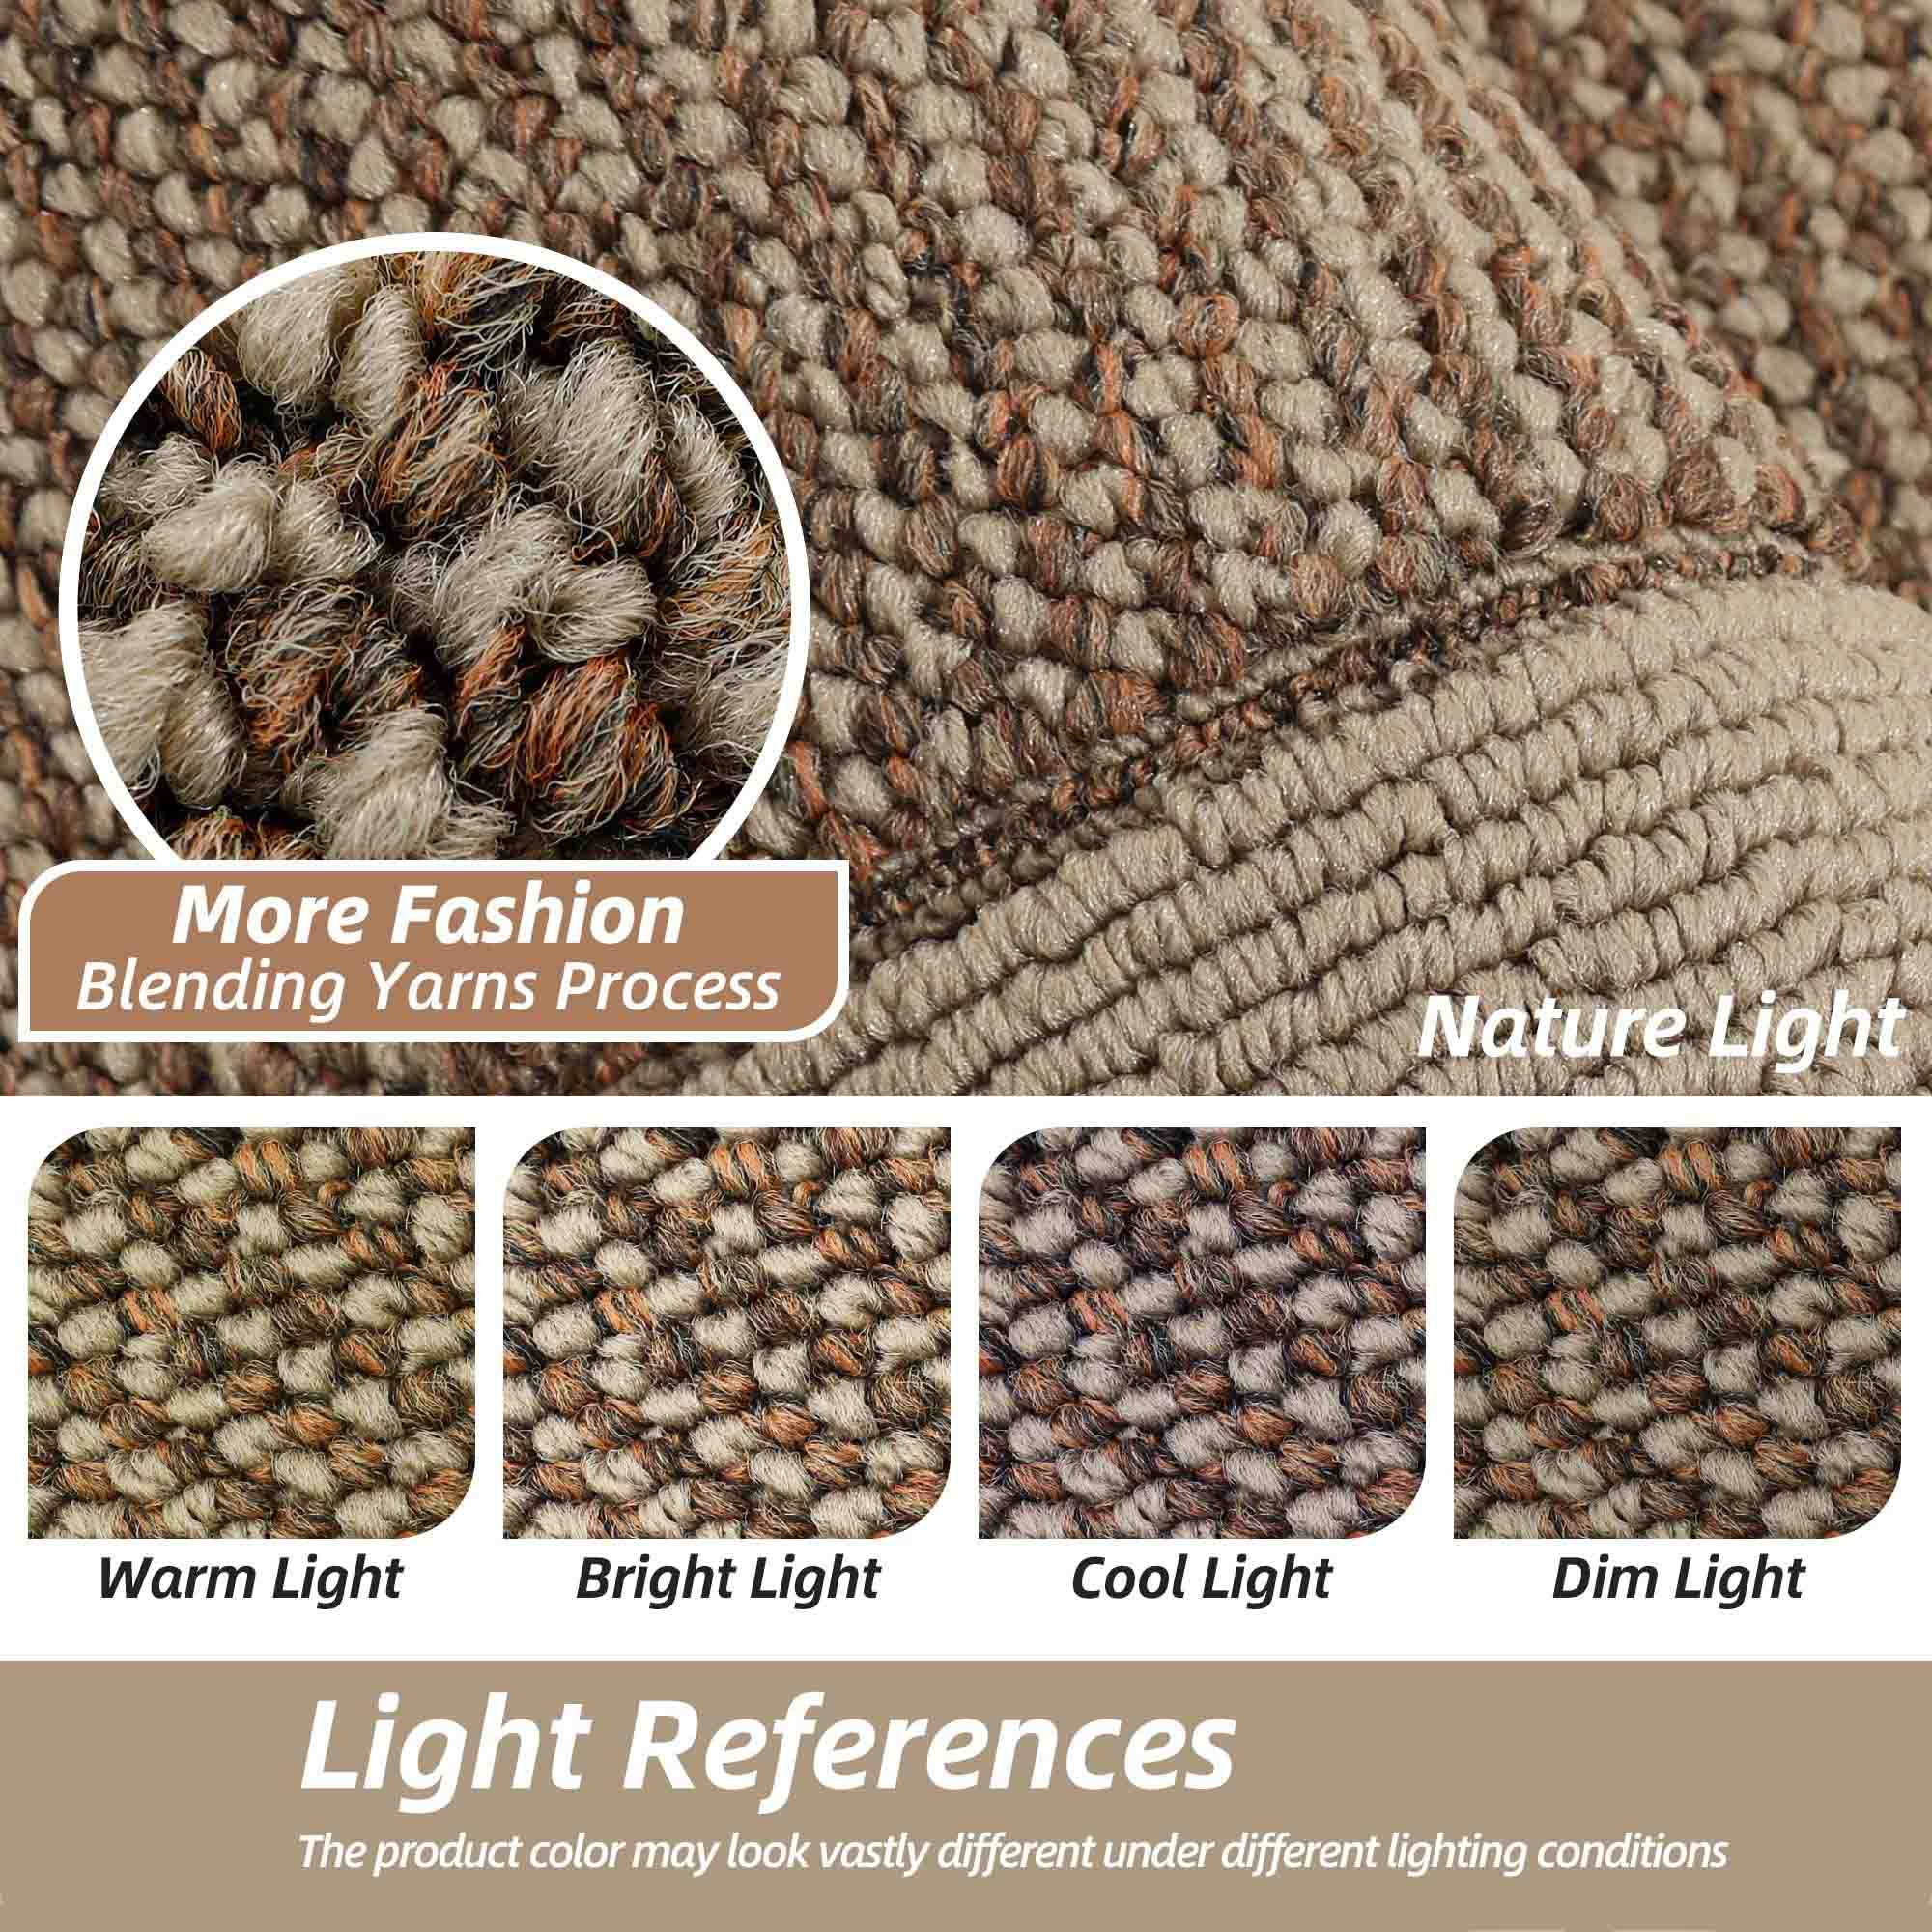 More Fashion
Blending Yarns Process
Nature Light
Warm Light
Bright Light
Cool Light
Dim Light
Light References
The product color may look vastly different under different lighting conditions